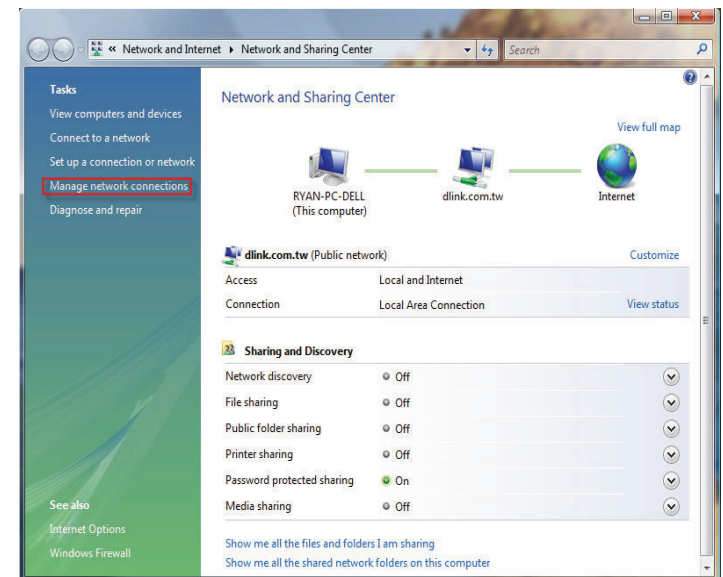 « Network and Internet ▸ Network and Sharing Center
Search
Tasks
View computers and devices
Connect to a network
Set up a connection or network
Manage network connections
Diagnose and repair
See also
Internet Options
Windows Firewall
Network and Sharing Center
View full map
RYAN-PC-DELL
(This computer)
dlink.com.tw
Internet
dlink.com.tw (Public network) Customize
Access Local and Internet
Connection Local Area Connection View status
Sharing and Discovery
Network discovery Off
File sharing Off
Public folder sharing Off
Printer sharing Off
Password protected sharing On
Media sharing Off
Show me all the files and folders I am sharing
Show me all the shared network folders on this computer